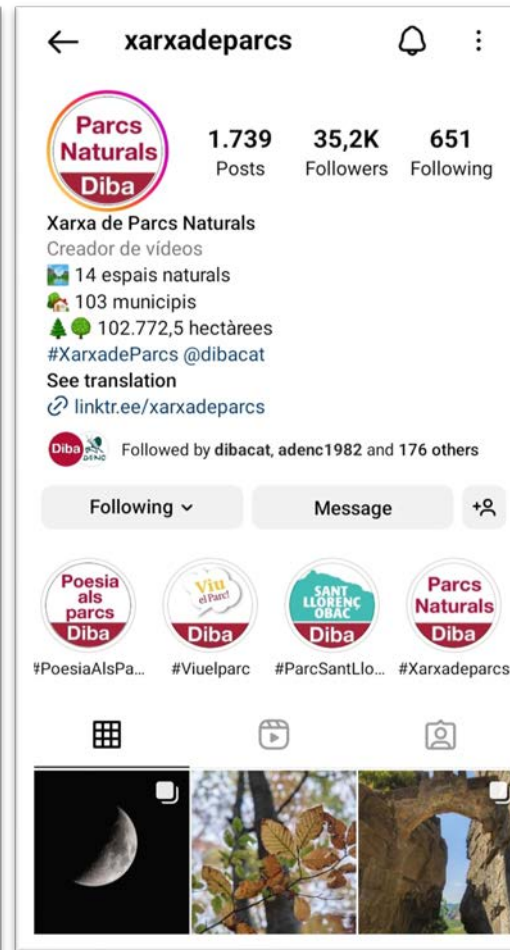 xarxadeparcs
Parcs
Naturals
Diba
1.739 35,2K 651
Posts Followers Following
Xarxa de Parcs Naturals
Creador de vídeos
14 espais naturals
103 municipis
102.772,5 hectàrees
#XarxadeParcs @dibacat
See translation
linktr.ee/xarxadeparcs
Diba ADENC Followed by dibacat, adenc1982 and 176 others
Following Message
Poesia
als
parcs
Diba
Viu
el Parc!
Diba
SANT
LLORENÇ
OBAC
Diba
Parcs
Naturals
Diba
#PoesiaAlsPa... #Viuelparc #ParcSantLlo... #Xarxadeparcs